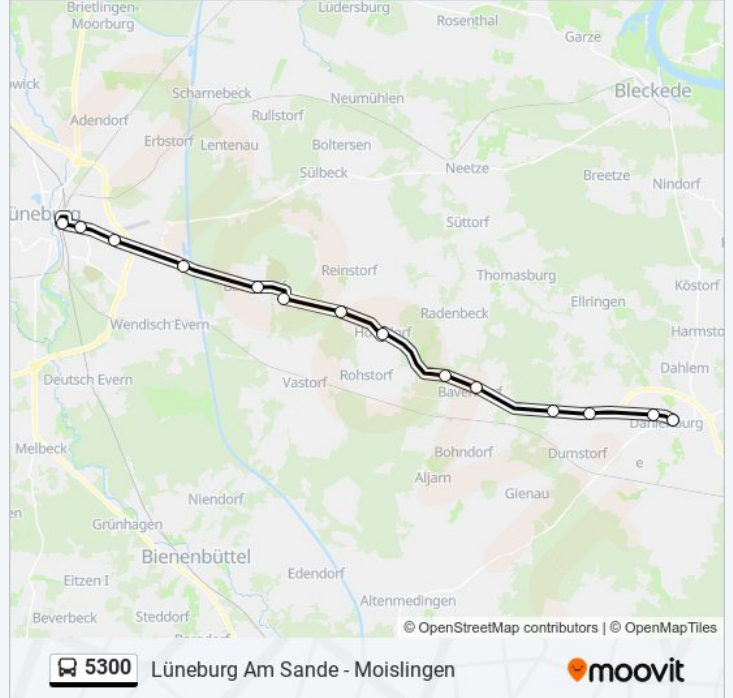 Brietlingen-
Moorburg
Lüdersburg
Rosenthal
Garze
Bleckede
Scharnebeck
Neumühlen
Rullstorf
Adendorf
Erbstorf
Lentenau
Boltersen
Sülbeck
Neetze
Breetze
Nindorf
Süttorf
Reinstorf
Thomasburg
Ellringen
Köstorf
Radenbeck
Wendisch Evern
Harmsto
Dahlem
Deutsch Evern
Vastorf
Rohstorf
Melbeck
Bohndorf
Dumstorf
e
Aljarn
Gienau
Niendorf
en
Grünhagen
Bienenbüttel
Edendorf
Eitzen I
Altenmedingen
Beverbeck
Steddorf
© OpenStreetMap contributors | © OpenMapTiles
5300
Lüneburg Am Sande - Moislingen
moovit